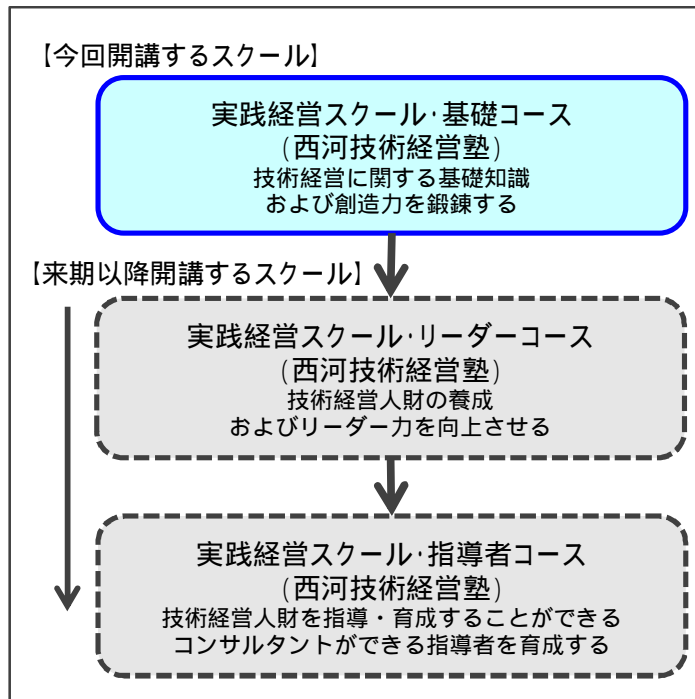 【今回開講するスクール】
実践経営スクール・基礎コース
(西河技術経営塾)
技術経営に関する基礎知識
および創造力を鍛錬する
【来期以降開講するスクール】
実践経営スクール・リーダーコース
(西河技術経営塾)
技術経営人財の養成
およびリーダー力を向上させる
実践経営スクール・指導者コース
(西河技術経営塾)
技術経営人財を指導・育成することができる
コンサルタントができる指導者を育成する